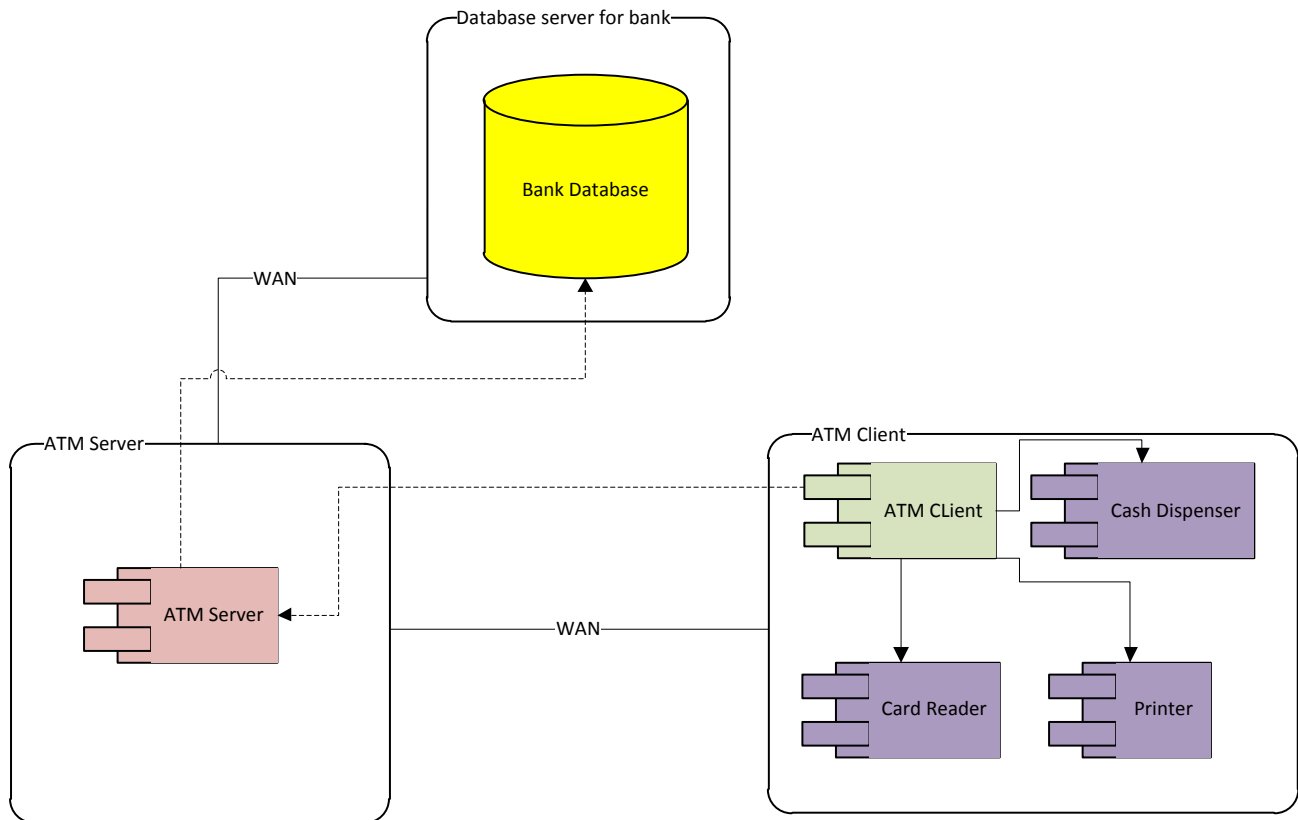 Database server for bank
Bank Database
WAN
ATM Server
ATM Client
ATM CLient
Cash Dispenser
ATM Server
WAN
Card Reader
Printer